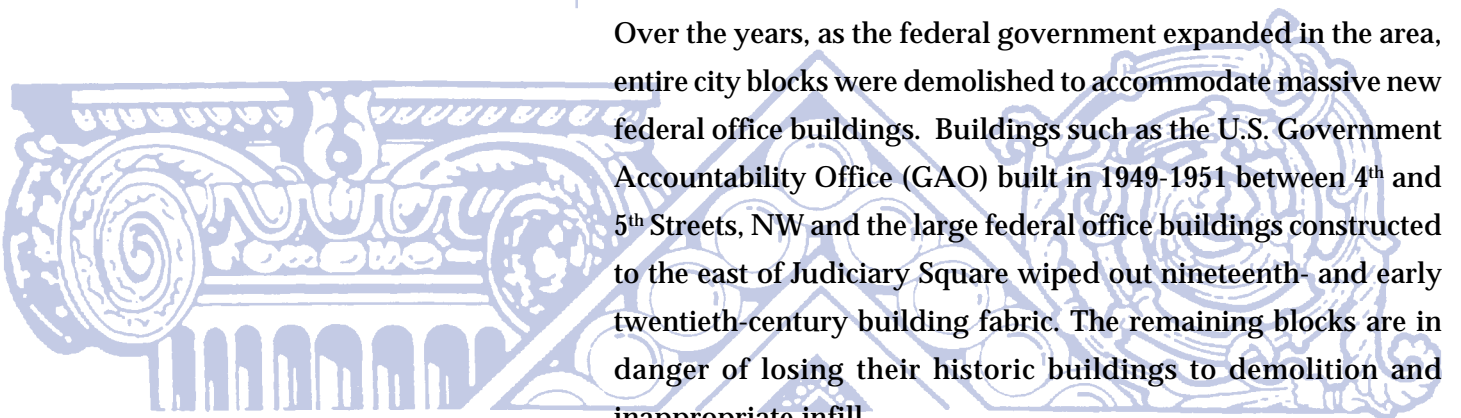 Over the years, as the federal government expanded in the area,
entire city blocks were demolished to accommodate massive new
federal office buildings.  Buildings such as the U.S. Government
Accountability Office (GAO) built in 1949-1951 between 4th and
5th Streets, NW and the large federal office buildings constructed
to the east of Judiciary Square wiped out nineteenth- and early
twentieth-century building fabric. The remaining blocks are in
danger of losing their historic buildings to demolition and
inappropriate infill